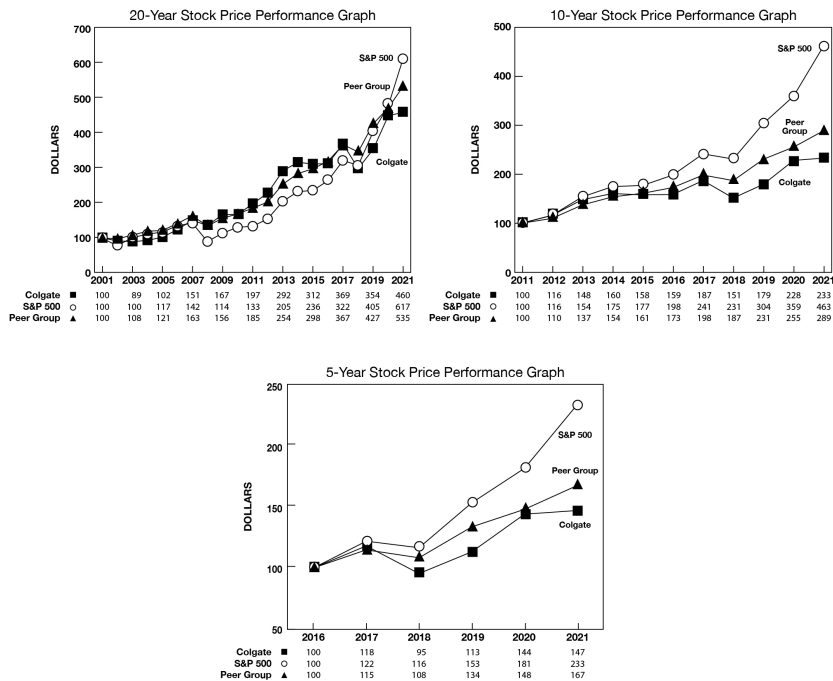 20-Year Stock Price Performance Graph
700
600
500
400
300
200
100
0
DOLLARS
S&P 500
Peer Group
Colgate
2001 2003 2005 2007 2009 2011 2013 2015 2017 2019 2021
Colgate 100 89 102 151 167 197 292 312 369 354 460
S&P 500 100 100 117 142 114 133 205 236 322 405 617
Peer Group 100 108 121 163 156 185 254 298 367 427 535
10-Year Stock Price Performance Graph
500
400
300
200
100
0
DOLLARS
S&P 500
Peer
Group
Colgate
2011 2012 2013 2014 2015 2016 2017 2018 2019 2020 2021
Colgate 100 116 148 160 158 159 187 151 179 228 233
S&P 500 100 116 154 175 177 198 241 231 304 359 463
Peer Group 100 110 137 154 161 173 198 187 231 255 289
5-Year Stock Price Performance Graph
250
200
150
100
50
DOLLARS
S&P 500
Peer Group
Colgate
2016 2017 2018 2019 2020 2021
Colgate 100 118 95 113 144 147
S&P 500 100 122 116 153 181 233
Peer Group 100 115 108 134 148 167